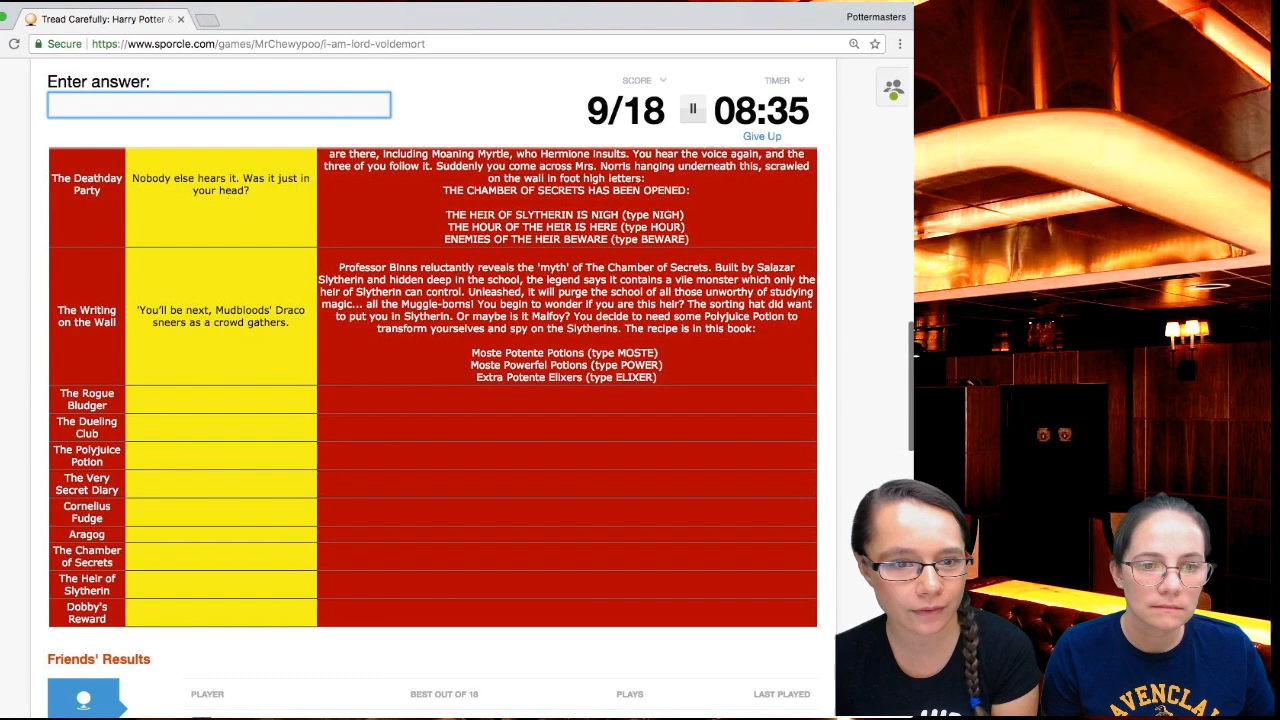 Tread Carefully: Harry Potter &
Pottermasters
Secure
https://www.sporcle.com/games/MrChewypoo/i-am-lord-voldemort
Enter answer:
SCORE
TIMER
9/18
08:35
Give Up
are there, including Moaning Myrtle, who Hermione insults. You hear the voice again, and the
three of you follow it. Suddenly you come across Mrs. Norris hanging underneath this, scrawled
on the wall in foot high letters:
THE CHAMBER OF SECRETS HAS BEEN OPENED:
THE HEIR OF SLYTHERIN IS NIGH (type NIGH)
THE HOUR OF THE HEIR IS HERE (type HOUR)
ENEMIES OF THE HEIR BEWARE (type BEWARE)
The Deathday
Party
Nobody else hears it. Was it just in
your head?
The Writing
on the Wall
'You'll be next, Mudbloods' Draco
sneers as a crowd gathers.
Professor Binns reluctantly reveals the 'myth' of The Chamber of Secrets. Built by Salazar
Slytherin and hidden deep in the school, the legend says it contains a vile monster which only the
heir of Slytherin can control. Unleashed, it will purge the school of all those unworthy of studying
magic... all the Muggle-borns! You begin to wonder if you are this heir? The sorting hat did want
to put you in Slytherin. Or maybe is it Malfoy? You decide to need some Polyjuice Potion to
transform yourselves and spy on the Slytherins. The recipe is in this book:
Moste Potente Potions (type MOSTE)
Moste Powerfel Potions (type POWER)
Extra Potente Elixers (type ELIXER)
The Rogue
Bludger
The Dueling
Club
The Polyjuice
Potion
The Very
Secret Diary
Cornelius
Fudge
Aragog
The Chamber
of Secrets
The Heir of
Slytherin
Dobby's
Reward
Friends' Results
PLAYER
BEST OUT OF 18
PLAYS
LAST PLAYED